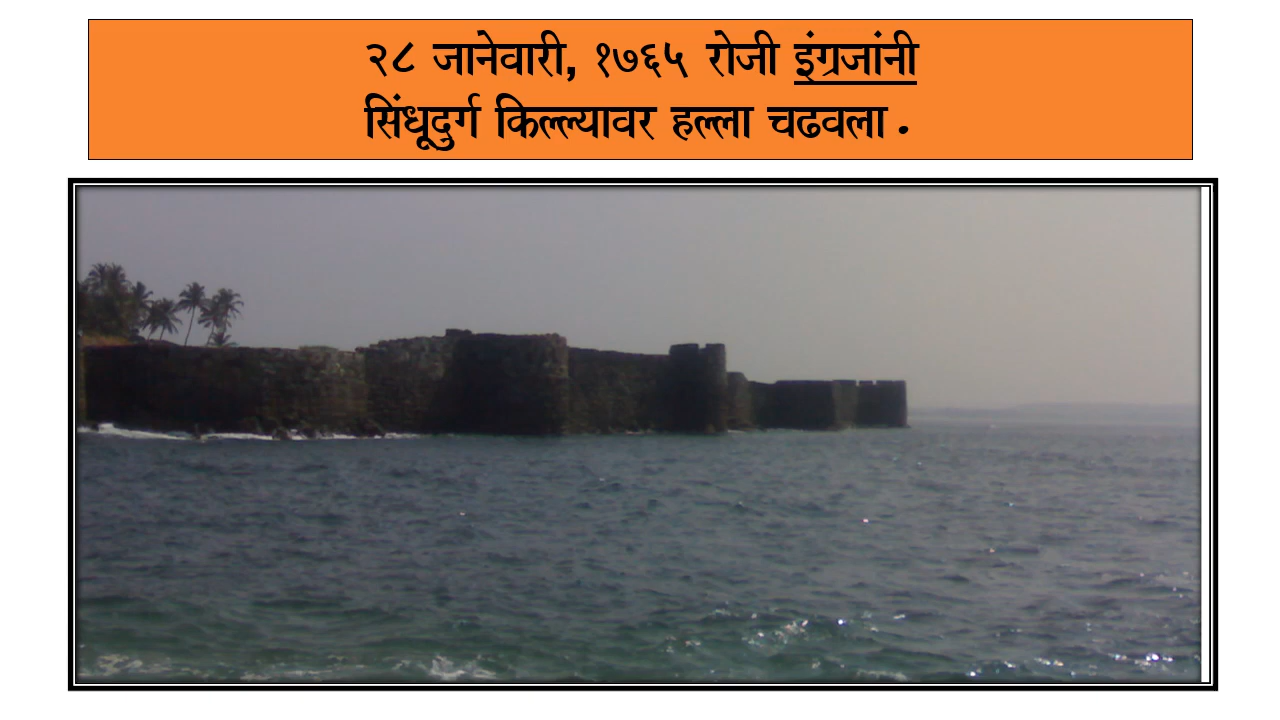 २८ जानेवारी, १७६५ रोजी इंग्रजांनी
सिंधूदुर्ग किल्ल्यावर हल्ला चढवला .